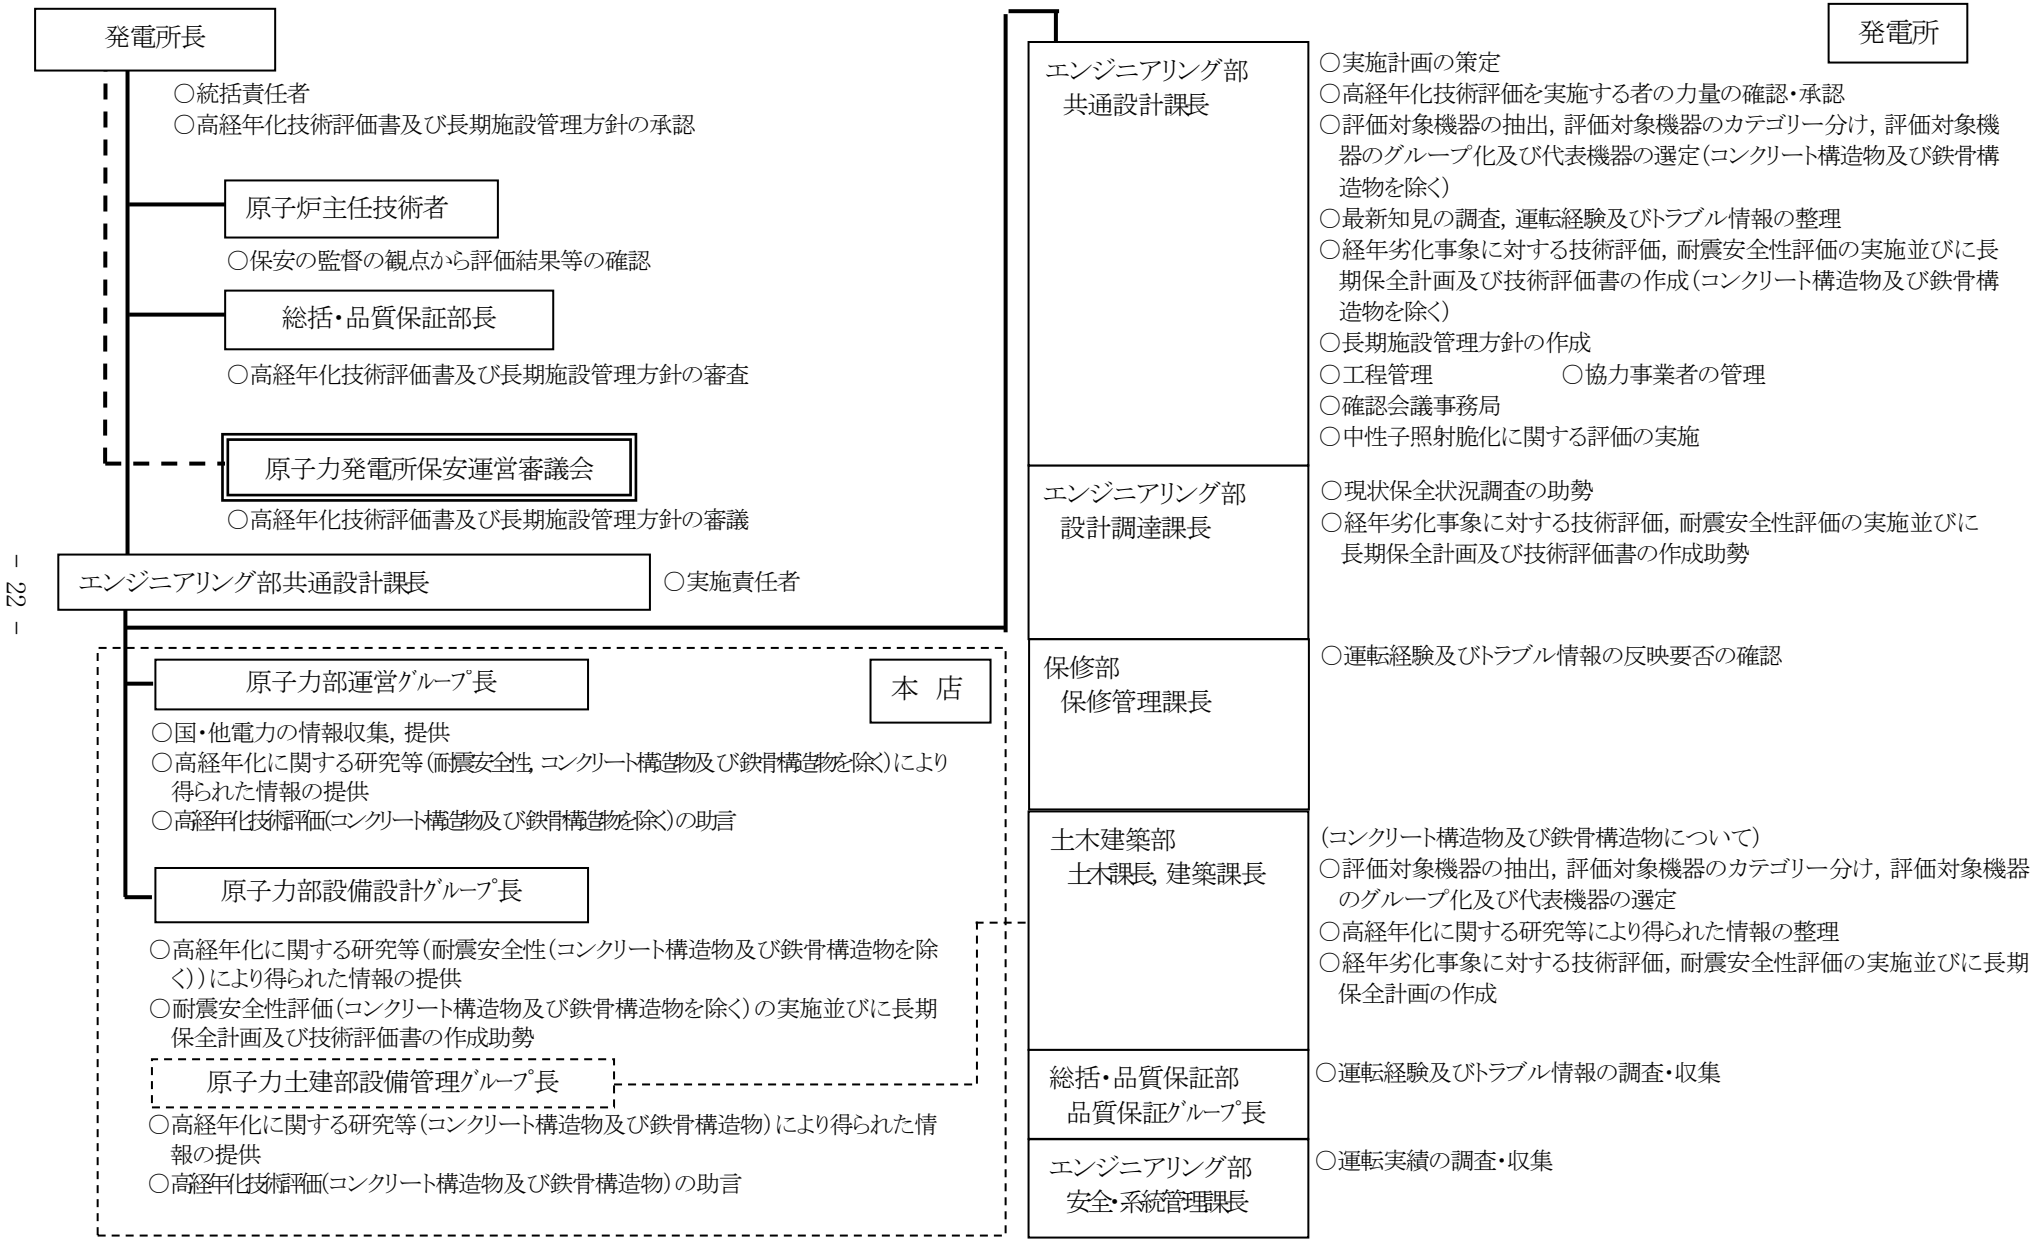 発電所長
○統括責任者
○高経年化技術評価書及び長期施設管理方針の承認
原子炉主任技術者
○保安の監督の観点から評価結果等の確認
総括・品質保証部長
○高経年化技術評価書及び長期施設管理方針の審査
原子力発電所保安運営審議会
○高経年化技術評価書及び長期施設管理方針の審議
エンジニアリング部共通設計課長
○実施責任者
本 店
原子力部運営グループ長
○国・他電力の情報収集，提供
○高経年化に関する研究等（耐震安全性，コンクリート構造物及び鉄骨構造物を除く）により
得られた情報の提供
○高経年化技術評価（コンクリート構造物及び鉄骨構造物を除く）の助言
原子力部設備設計グループ長
○高経年化に関する研究等（耐震安全性（コンクリート構造物及び鉄骨構造物を除
く））により得られた情報の提供
○耐震安全性評価（コンクリート構造物及び鉄骨構造物を除く）の実施並びに長期
保全計画及び技術評価書の作成助勢
原子力土建部設備管理グループ長
○高経年化に関する研究等（コンクリート構造物及び鉄骨構造物）により得られた情
報の提供
○高経年化技術評価（コンクリート構造物及び鉄骨構造物）の助言
発電所
エンジニアリング部
共通設計課長
○実施計画の策定
○高経年化技術評価を実施する者の力量の確認・承認
○評価対象機器の抽出，評価対象機器のカテゴリー分け，評価対象機
器のグループ化及び代表機器の選定（コンクリート構造物及び鉄骨構
造物を除く）
○最新知見の調査，運転経験及びトラブル情報の整理
○経年劣化事象に対する技術評価，耐震安全性評価の実施並びに長
期保全計画及び技術評価書の作成（コンクリート構造物及び鉄骨構
造物を除く）
○長期施設管理方針の作成
○工程管理 ○協力事業者の管理
○確認会議事務局
○中性子照射脆化に関する評価の実施
エンジニアリング部
設計調達課長
○現状保全状況調査の助勢
○経年劣化事象に対する技術評価，耐震安全性評価の実施並びに
長期保全計画及び技術評価書の作成助勢
保修部
保修管理課長
○運転経験及びトラブル情報の反映要否の確認
土木建築部
土木課長，建築課長
（コンクリート構造物及び鉄骨構造物について）
○評価対象機器の抽出，評価対象機器のカテゴリー分け，評価対象機器
のグループ化及び代表機器の選定
○高経年化に関する研究等により得られた情報の整理
○経年劣化事象に対する技術評価，耐震安全性評価の実施並びに長期
保全計画の作成
総括・品質保証部
品質保証グループ長
○運転経験及びトラブル情報の調査・収集
エンジニアリング部
安全・系統管理課長
○運転実績の調査・収集
- 22 -